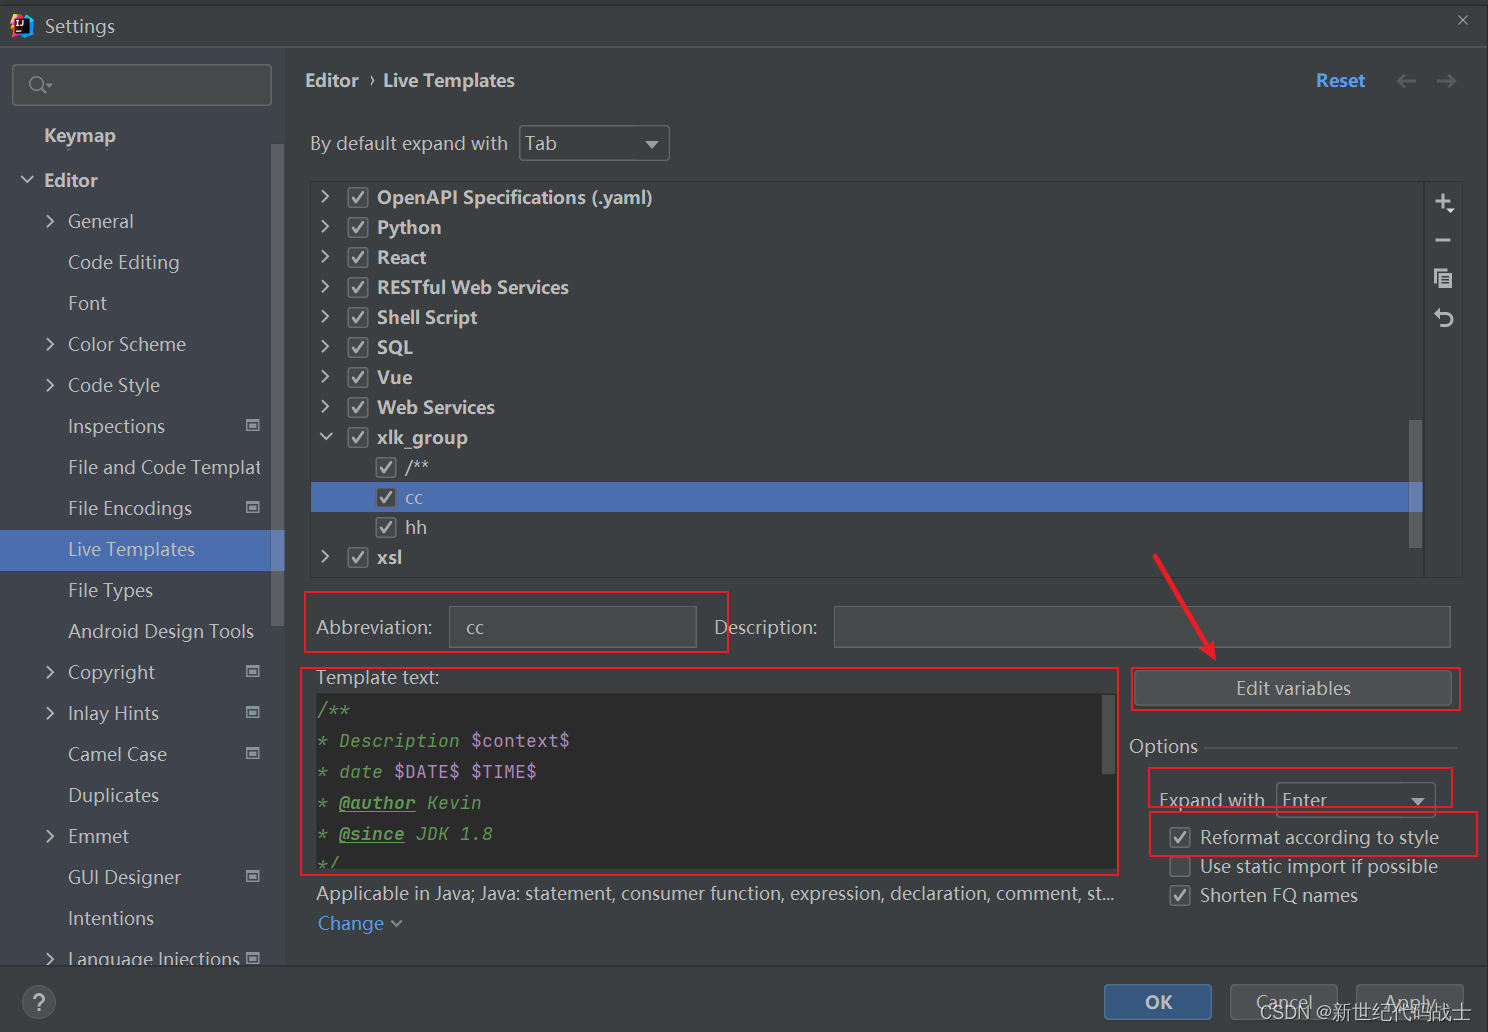 Settings
Editor › Live Templates
Reset
Keymap
Editor
General
Code Editing
Font
Color Scheme
Code Style
Inspections
File and Code Templat
File Encodings
Live Templates
File Types
Android Design Tools
Copyright
Inlay Hints
Camel Case
Duplicates
Emmet
GUI Designer
Intentions
Language Injections
By default expand with Tab
OpenAPI Specifications (.yaml)
Python
React
RESTful Web Services
Shell Script
SQL
Vue
Web Services
xlk_group
/**
cc
hh
xsl
Abbreviation: cc
Description:
Template text:
/**
* Description $context$
* date $DATE$ $TIME$
* @author Kevin
* @since JDK 1.8
*/
Applicable in Java; Java: statement, consumer function, expression, declaration, comment, st...
Change
Edit variables
Options
Expand with Enter
Reformat according to style
Use static import if possible
Shorten FQ names
?
OK
Cancel
Apply
CSDN @新世纪代码战士